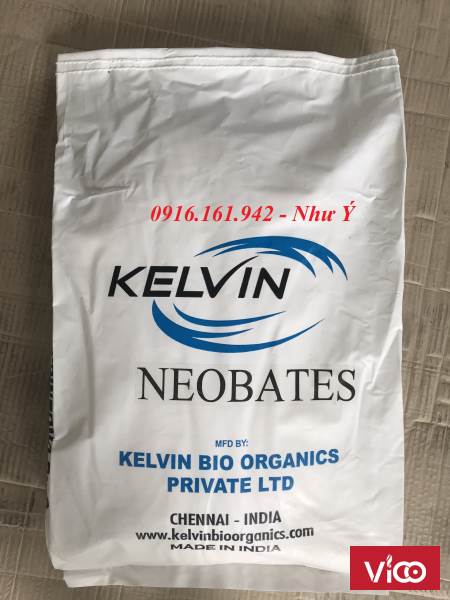 0916.161.942 - Như Ý
KELVIN
NEOBATES
MFD BY:
KELVIN BIO ORGANICS
PRIVATE LTD
CHENNAI - INDIA
www.kelvinbioorganics.com
MADE IN INDIA
Vico